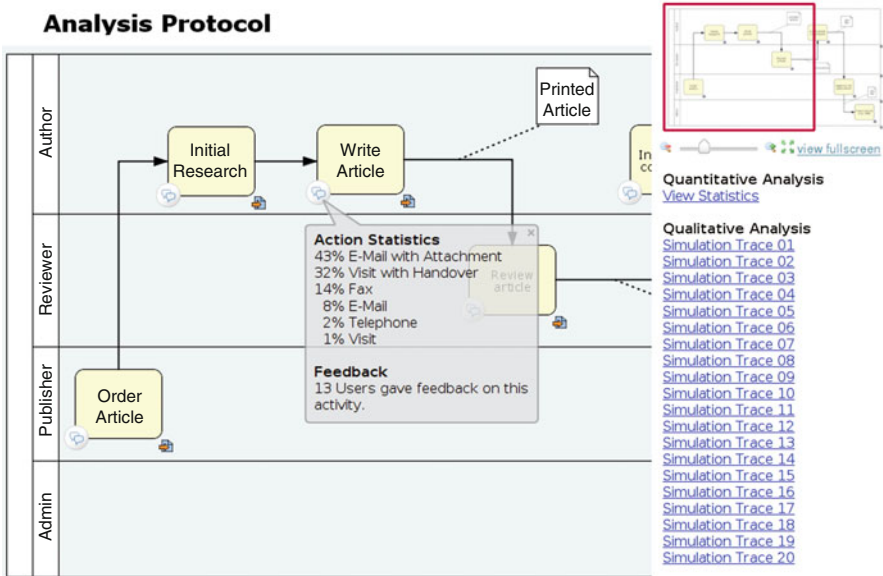 Analysis Protocol
Author
Initial
Research
Write
Article
Printed
Article
In
co
Reviewer
Action Statistics
43% E-Mail with Attachment
32% Visit with Handover
14% Fax
8% E-Mail
2% Telephone
1% Visit
Feedback
13 Users gave feedback on this
activity.
Review
article
Publisher
Order
Article
Admin
view fullscreen
Quantitative Analysis
View Statistics
Qualitative Analysis
Simulation Trace 01
Simulation Trace 02
Simulation Trace 03
Simulation Trace 04
Simulation Trace 05
Simulation Trace 06
Simulation Trace 07
Simulation Trace 08
Simulation Trace 09
Simulation Trace 10
Simulation Trace 11
Simulation Trace 12
Simulation Trace 13
Simulation Trace 14
Simulation Trace 15
Simulation Trace 16
Simulation Trace 17
Simulation Trace 18
Simulation Trace 19
Simulation Trace 20